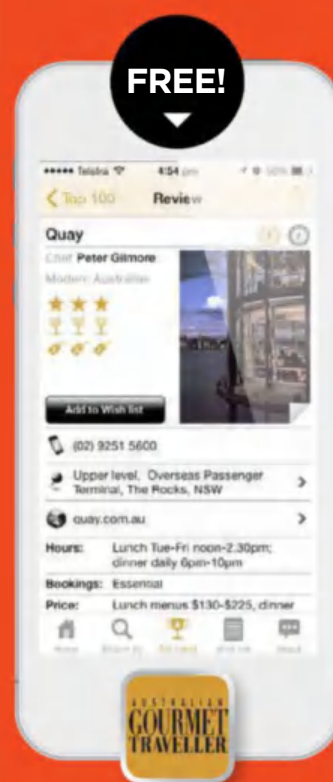 FREE!
Telstra 4:54 pm
Top 100 Review
Quay
Chef Peter Gilmore
Modern Australian
Add to Wish list
(02) 9251 5600
Upper level, Overseas Passenger
Terminal, The Rocks, NSW
quay.com.au
Hours: Lunch Tue-Fri noon-2.30pm;
dinner daily 6pm-10pm
Bookings: Essential
Price: Lunch menus $130-$225, dinner
AUSTRALIAN
GOURMET
TRAVELLER